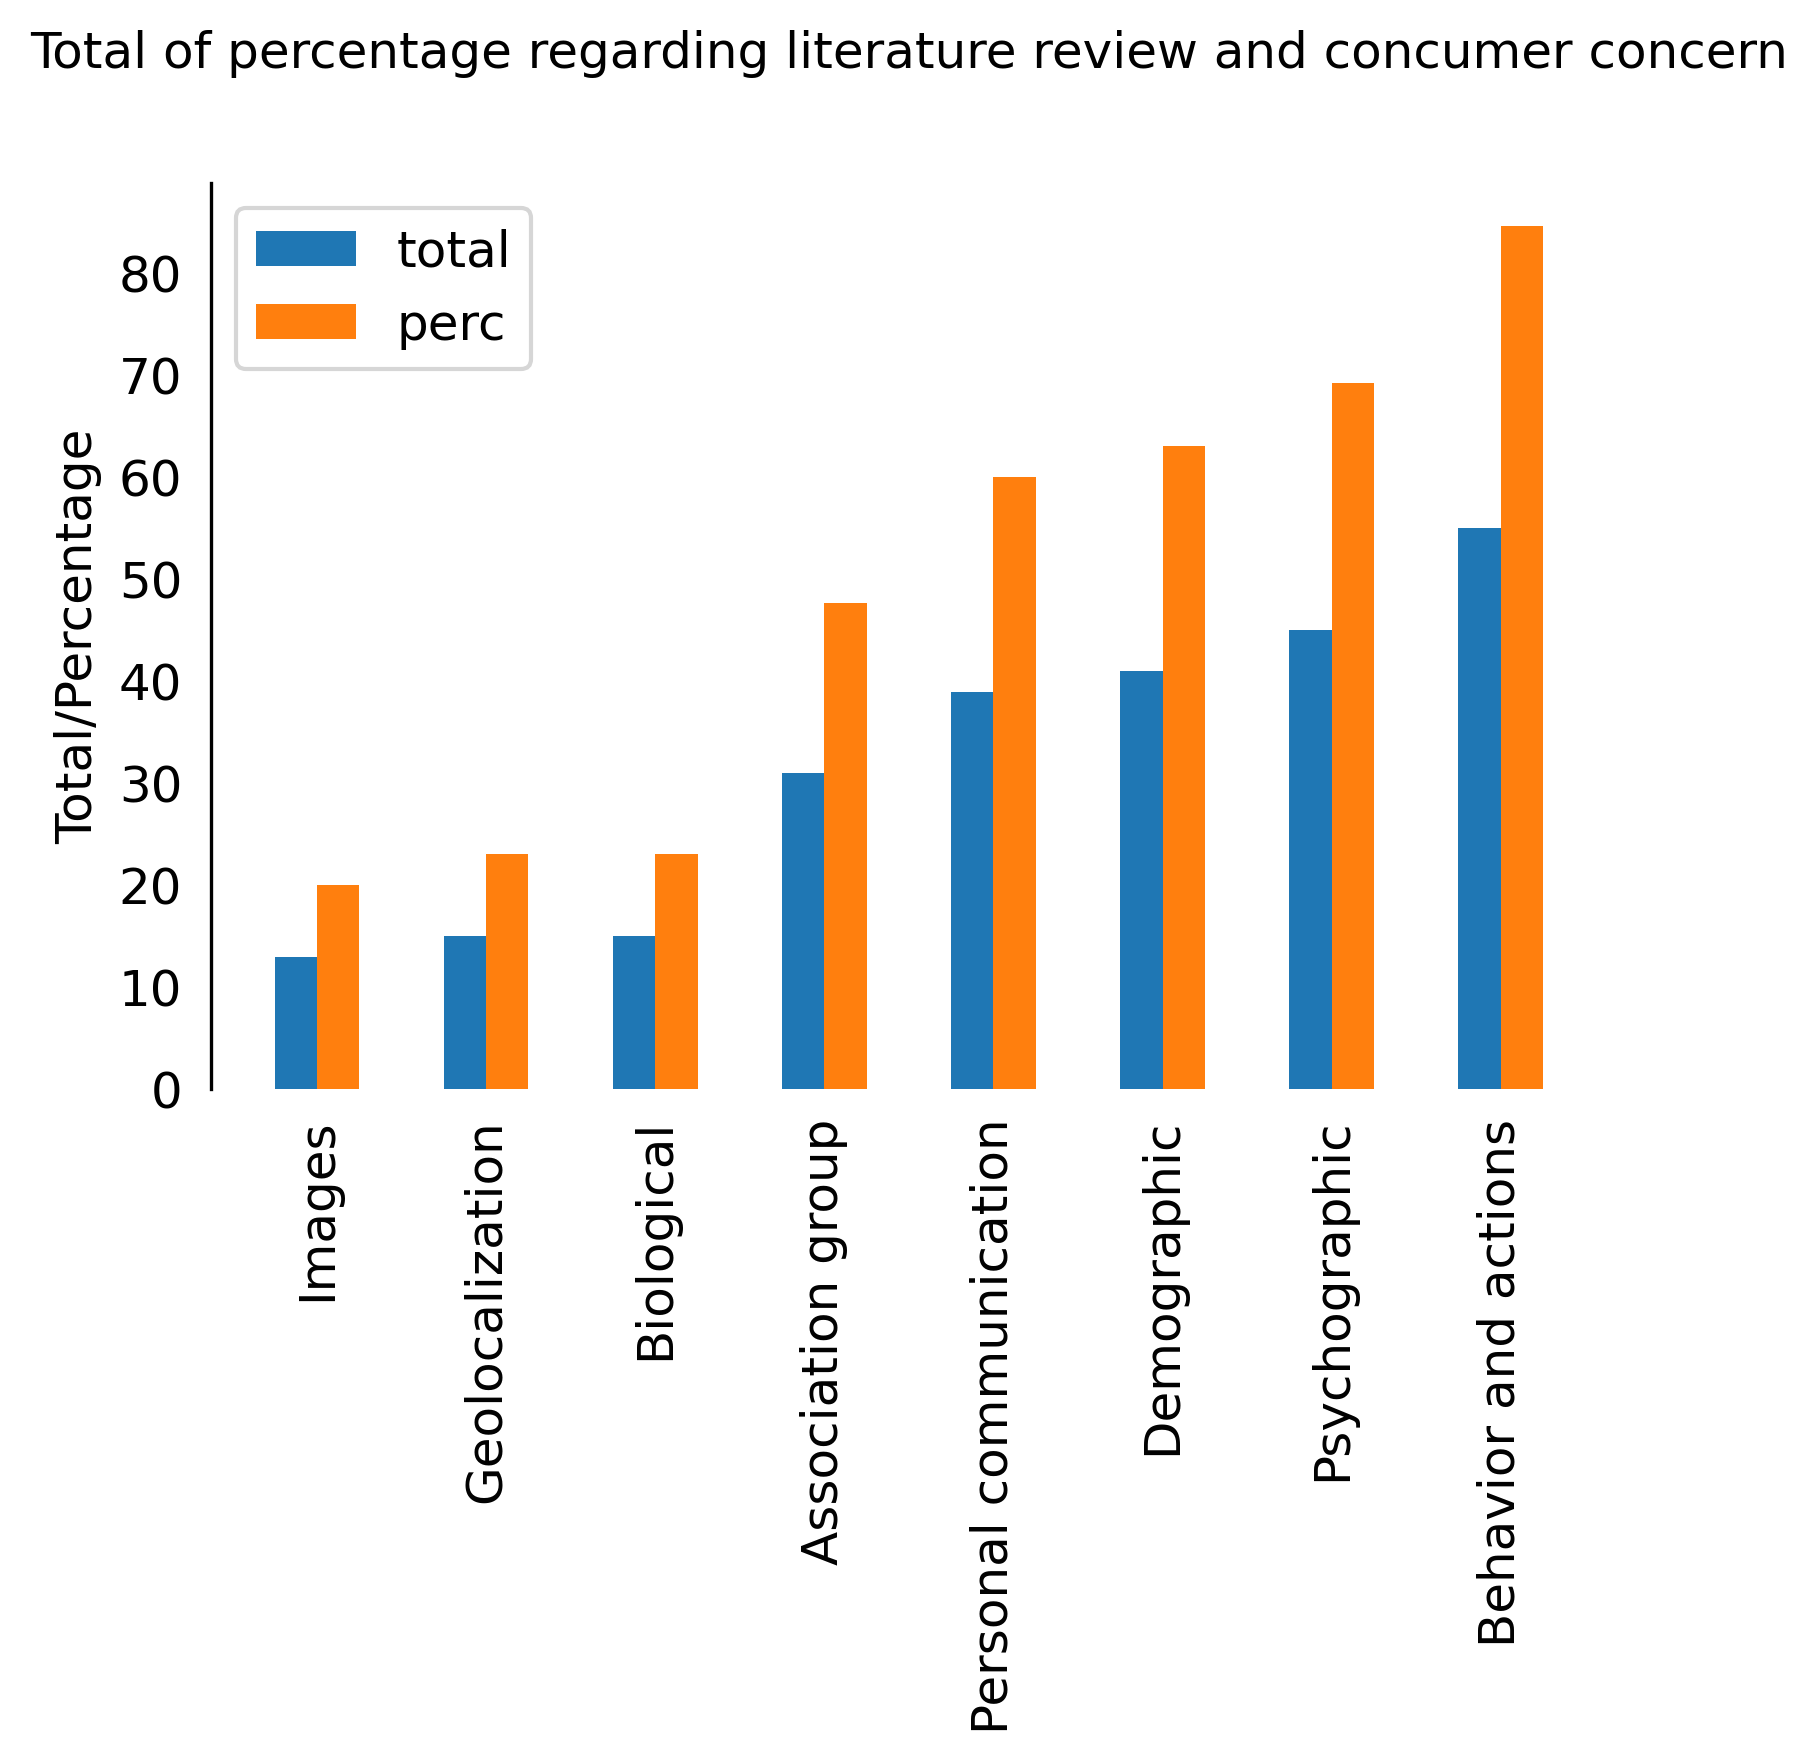 Total of percentage regarding literature review and concumer concern
total
perc
Total/Percentage
80
70
60
50
40
30
20
10
0
Images
Geolocalization
Biological
Association group
Personal communication
Demographic
Psychographic
Behavior and actions